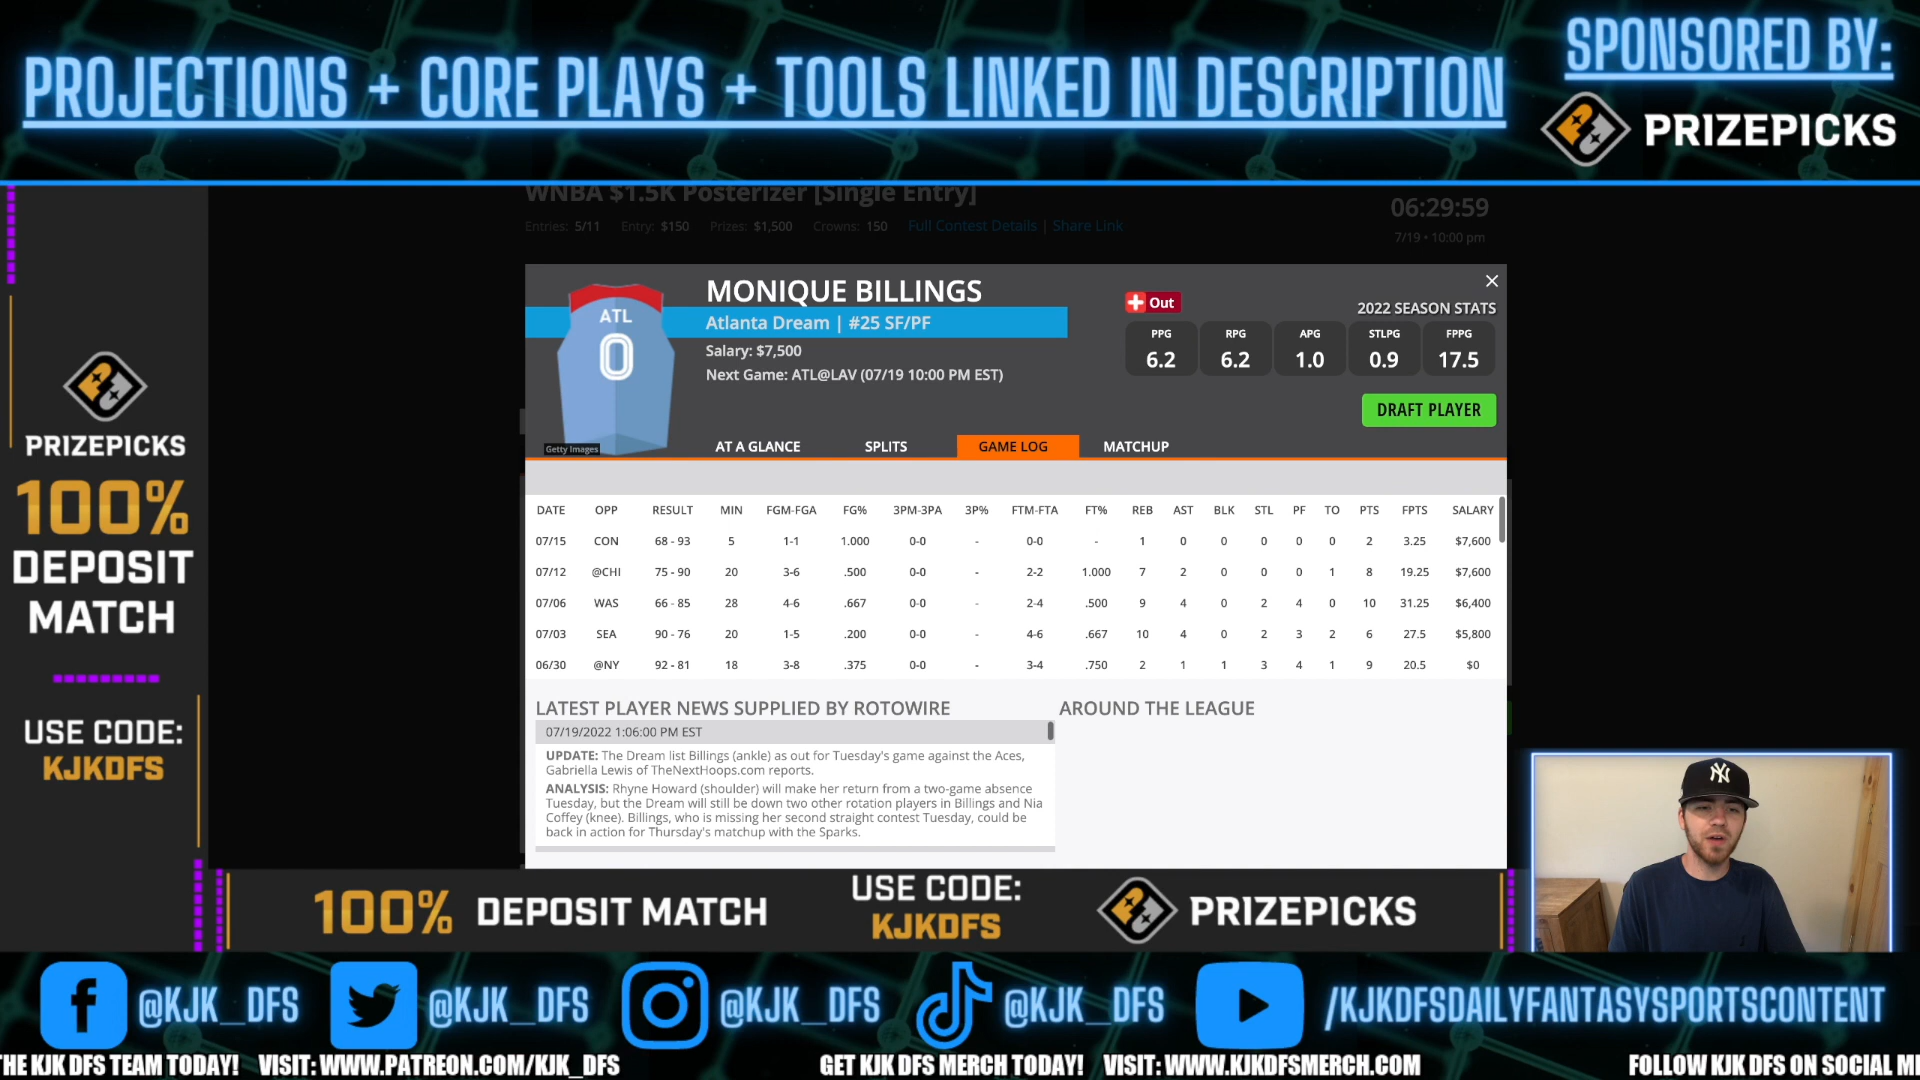 PROJECTIONS + CORE PLAYS + TOOLS LINKED IN DESCRIPTION
SPONSORED BY:
PRIZEPICKS
WNBA $1.5K Posterizer [Single Entry]
Entries: 5/11 Entry: $150 Prizes: $1,500 Crowns: 150 Full Contest Details | Share Link
06:29:59
7/19 • 10:00 pm
MONIQUE BILLINGS
Atlanta Dream | #25 SF/PF
Salary: $7,500
Next Game: ATL@LAV (07/19 10:00 PM EST)
ATL
0
Getty Images
Out
2022 SEASON STATS
PPG RPG APG STLPG FPPG
6.2 6.2 1.0 0.9 17.5
DRAFT PLAYER
AT A GLANCE SPLITS GAME LOG MATCHUP
DATE OPP RESULT MIN FGM-FGA FG% 3PM-3PA 3P% FTM-FTA FT% REB AST BLK STL PF TO PTS FPTS SALARY
07/15 CON 68 - 93 5 1-1 1.000 0-0 - 0-0 - 1 0 0 0 0 0 2 3.25 $7,600
07/12 @CHI 75 - 90 20 3-6 .500 0-0 - 2-2 1.000 7 2 0 0 0 1 8 19.25 $7,600
07/06 WAS 66 - 85 28 4-6 .667 0-0 - 2-4 .500 9 4 0 2 4 0 10 31.25 $6,400
07/03 SEA 90 - 76 20 1-5 .200 0-0 - 4-6 .667 10 4 0 2 3 2 6 27.5 $5,800
06/30 @NY 92 - 81 18 3-8 .375 0-0 - 3-4 .750 2 1 1 3 4 1 9 20.5 $0
LATEST PLAYER NEWS SUPPLIED BY ROTOWIRE
AROUND THE LEAGUE
07/19/2022 1:06:00 PM EST
UPDATE: The Dream list Billings (ankle) as out for Tuesday's game against the Aces,
Gabriella Lewis of TheNextHoops.com reports.
ANALYSIS: Rhyne Howard (shoulder) will make her return from a two-game absence
Tuesday, but the Dream will still be down two other rotation players in Billings and Nia
Coffey (knee). Billings, who is missing her second straight contest Tuesday, could be
back in action for Thursday's matchup with the Sparks.
PRIZEPICKS
100%
DEPOSIT
MATCH
USE CODE:
KJKDFS
NY
100% DEPOSIT MATCH
USE CODE:
KJKDFS
PRIZEPICKS
@KJK_DFS @KJK_DFS @KJK_DFS @KJK_DFS /KJKDFSDAILYFANTASYSPORTSCONTENT
THE KJK DFS TEAM TODAY! VISIT: WWW.PATREON.COM/KJK_DFS GET KJK DFS MERCH TODAY! VISIT: WWW.KJKDFSMERCH.COM FOLLOW KJK DFS ON SOCIAL